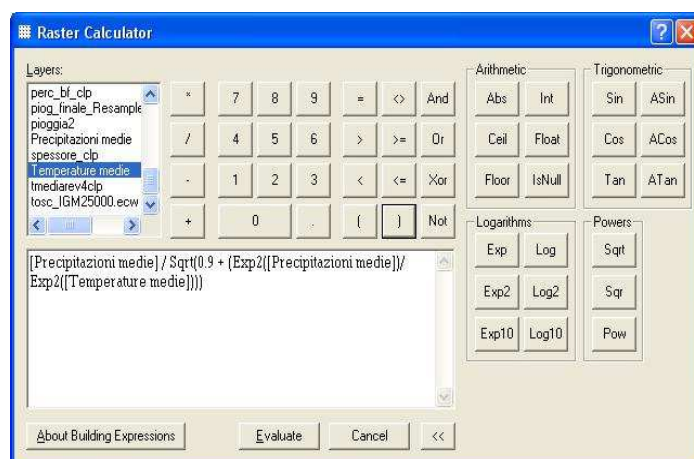 Raster Calculator
Layers:
Arithmetic
Trigonometric
perc_bf_clp
piog_finale_Resample
pioggia2
Precipitazioni medie
spessore_clp
Temperature medie
tmediarev4clp
tosc_IGM25000.ecw
* 7 8 9 = <> And
/ 4 5 6 > >= Or
- 1 2 3 < <= Xor
+ 0 . ( ) Not
Abs Int
Ceil Float
Floor IsNull
Sin ASin
Cos ACos
Tan ATan
Logarithms
Powers
Exp Log
Exp2 Log2
Exp10 Log10
Sqrt
Sqr
Pow
[Precipitazioni medie] / Sqrt(0.9 + (Exp2([Precipitazioni medie])/
Exp2([Temperature medie])))
About Building Expressions
Evaluate
Cancel
<<